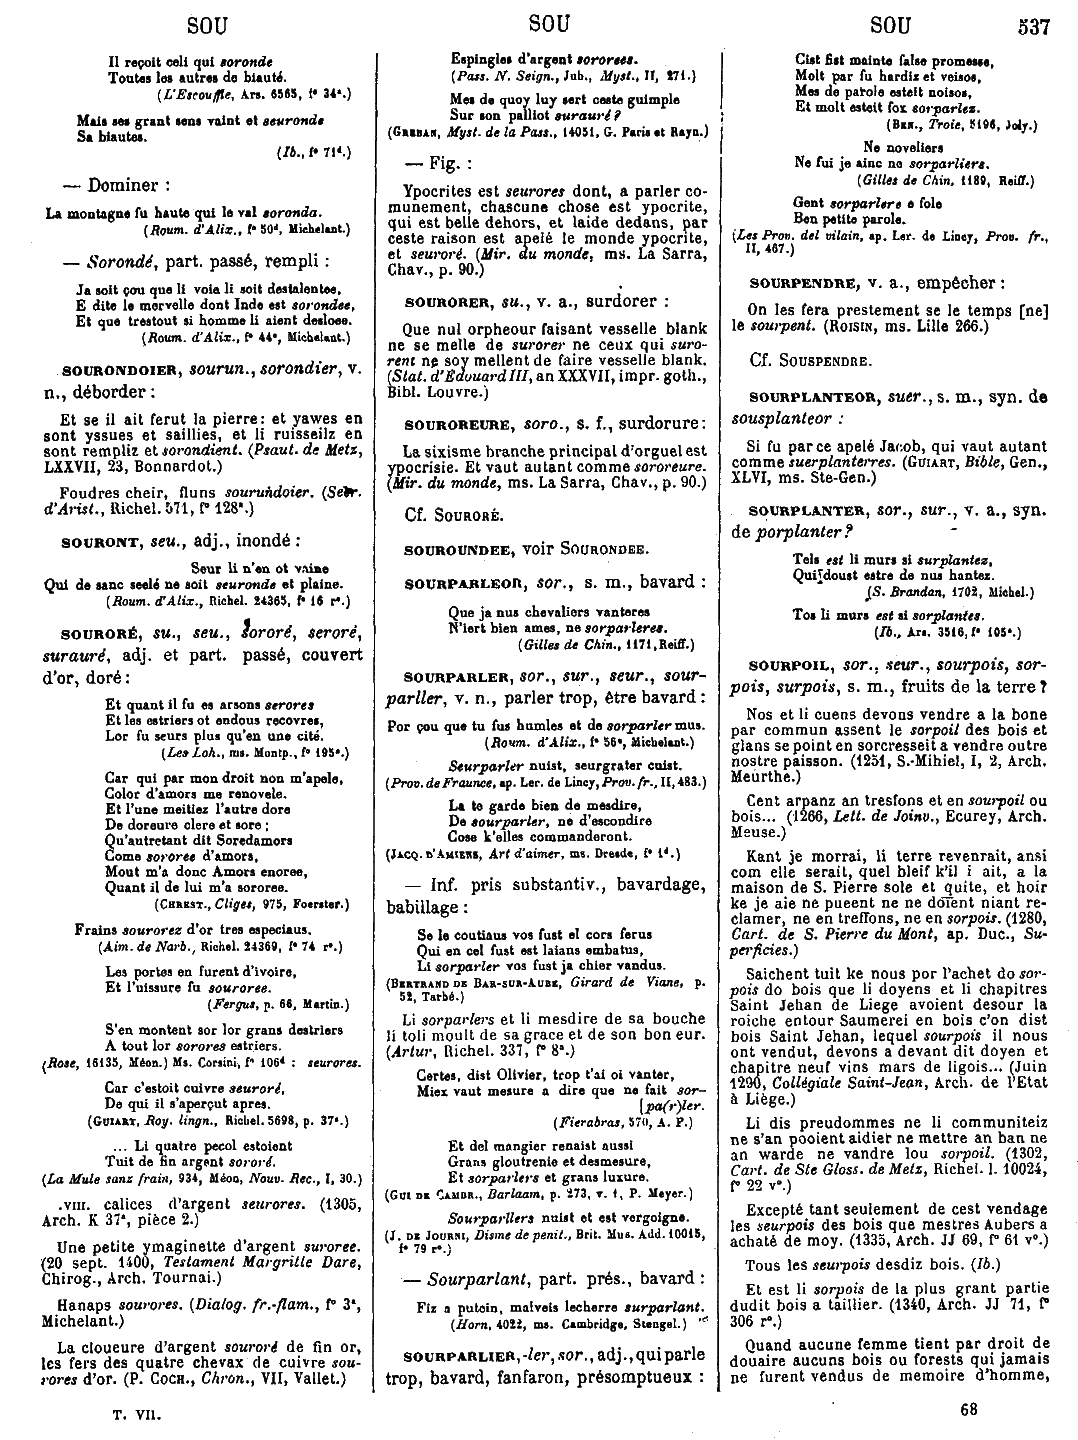 SOU
SOU
SOU
537
Il reçoit celi qui soronde
Toutes les autres de biauté.
(L'Escouffle, Ars. 6565, f° 34ᵃ.)
Mais ses grant sens vaint et seuronde
Sa biautes.
(Ib., f° 71ᵈ.)
— Dominer :
La montagne fu haute qui le val soronda.
(Roum. d'Alix., f° 50ᵈ, Michelant.)
— Sorondé, part. passé, rempli :
Ja soit çou que li voia li soit destalentee,
E dite le mervelle dont Inde est sorondee,
Et que trestout si homme li aient desloee.
(Roum. d'Alix., f° 44ᵃ, Michelant.)
SOURONDOIER, sourun., sorondier, v.
n., déborder :
Et se il ait ferut la pierre: et yawes en
sont yssues et saillies, et li ruisseilz en
sont rempliz et sorondient. (Psaut. de Metz,
LXXVII, 23, Bonnardot.)
Foudres cheir, fluns sourundoier. (Secr.
d'Arist., Richel. 571, f° 128ᵃ.)
SOURONT, seu., adj., inondé :
Seur li n'en ot vaine
Qui de sanc seelé ne soit seuronde et plaine.
(Roum. d'Alix., Richel. 24365, f° 16 r°.)
SOURORÉ, su., seu., sororé, seroré,
surauré, adj. et part. passé, couvert
d'or, doré :
Et quant il fu es arsons serores
Et les estriers ot endous recovres,
Lor fu seurs plus qu'en une cité.
(Les Loh., ms. Montp., f° 195ᵃ.)
Car qui par mon droit non m'apele,
Color d'amors me renovele.
Et l'une meitiez l'autre dore
De doreure clere et sore ;
Qu'autretant dit Soredamors
Come sororee d'amors,
Mout m'a donc Amors enoree,
Quant il de lui m'a sororee.
(CHREST., Cliges, 975, Foerster.)
Frains sourorez d'or tres especiaus.
(Aim. de Narb., Richel. 24369, f° 74 r°.)
Les portes en furent d'ivoire,
Et l'uissure fu souroree.
(Fergus, p. 66, Martin.)
S'en montent sor lor grans destriers
A tout lor sorores estriers.
(Rose, 16135, Méon.) Ms. Corsini, f° 106ᵈ : seurores.
Car c'estoit cuivre seuroré,
De qui il s'aperçut apres.
(GUIART, Roy. lingn., Richel. 5698, p. 37ᵃ.)
... Li quatre pecol estoient
Tuit de fin argent sororé.
(La Mule sanz frain, 934, Méon, Nouv. Rec., I, 30.)
.VIII. calices d'argent seurores. (1305,
Arch. K 37ᵃ, pièce 2.)
Une petite ymaginette d'argent suroree.
(20 sept. 1400, Testament Margritte Dare,
Chirog., Arch. Tournai.)
Hanaps sourores. (Dialog. fr.-flam., f° 3ᵃ,
Michelant.)
La cloueure d'argent souroré de fin or,
les fers des quatre chevax de cuivre sou-
rores d'or. (P. COCH., Chron., VII, Vallet.)
T. VII.
Espingles d'argent sororees.
(Pass. N. Seign., Jub., Myst., II, 271.)
Mes de quoy luy sert ceste guimple
Sur son palliot surauré ?
(GREBAN, Myst. de la Pass., 14051, G. Paris et Rayn.)
— Fig. :
Ypocrites est seurores dont, a parler co-
munement, chascune chose est ypocrite,
qui est belle dehors, et laide dedans, par
ceste raison est apelé le monde ypocrite,
et seuroré. (Mir. du monde, ms. La Sarra,
Chav., p. 90.)
SOURORER, su., v. a., surdorer :
Que nul orpheour faisant vesselle blank
ne se melle de surorer ne ceux qui suro-
rent ne soy mellent de faire vesselle blank.
(Stat. d'Edouard III, an XXXVII, impr. goth.,
Bibl. Louvre.)
SOUROREURE, soro., s. f., surdorure:
La sixisme branche principal d'orguel est
ypocrisie. Et vaut autant comme sororeure.
(Mir. du monde, ms. La Sarra, Chav., p. 90.)
Cf. SOURORÉ.
SOUROUNDEE, voir SOURONDEE.
SOURPARLEOR, sor., s. m., bavard :
Que ja nus chevaliers vanteres
N'iert bien ames, ne sorparleres.
(Gilles de Chin., 1171, Reiff.)
SOURPARLER, sor., sur., seur., sour-
parller, v. n., parler trop, être bavard :
Por çou que tu fus humles et de sorparler mus.
(Roum. d'Alix., f° 56ᵃ, Michelant.)
Seurparler nuist, seurgrater cuist.
(Prov. de Fraunce, ap. Ler. de Lincy, Prov. fr., II, 483.)
La te garde bien de mesdire,
De sourparler, ne d'escondire
Cose k'elles commanderont.
(JACQ. D'AMIENS, Art d'aimer, ms. Dresde, f° 1ᵈ.)
— Inf. pris substantiv., bavardage,
babillage :
Se le coutiaus vos fust el cors ferus
Qui en cel fust est laians embatus,
Li sorparler vos fust ja chier vandus.
(BERTRAND DE BAR-SUR-AUBE, Girard de Viane, p.
52, Tarbé.)
Li sorparlers et li mesdire de sa bouche
li toli moult de sa grace et de son bon eur.
(Artur, Richel. 337, f° 8ᵃ.)
Certes, dist Olivier, trop t'ai oi vanter,
Miex vaut mesure a dire que ne fait sor-
[pa(r)ler.
(Fierabras, 570, A. P.)
Et del mangier renaist aussi
Grans gloutrenie et desmesure,
Et sorparlers et grans luxure.
(GUI DE CAMBR., Barlaam, p. 273, v. 1, P. Meyer.)
Sourparllers nuist et est vergoigne.
(J. DE JOURNI, Disme de penit., Brit. Mus. Add. 10015,
f° 79 r°.)
— Sourparlant, part. prés., bavard :
Fiz a putein, malveis lecherre surparlant.
(Horn, 4022, ms. Cambridge, Stengel.)
SOURPARLIER, -ler, sor., adj., qui parle
trop, bavard, fanfaron, présomptueux :
Cist fist mainte false promesse,
Molt par fu hardiz et veisos,
Mes de parole esteit noisos,
Et molt esteit fox sorparlez.
(BEN., Troie, 5196, Joly.)
Ne noveliers
Ne fui je ainc ne sorparliers.
(Gilles de Chin, 1189, Reiff.)
Gent sorparlere e fole
Ben petite parole.
(Les Prov. del vilain, ap. Ler. de Lincy, Prov. fr.,
II, 467.)
SOURPENDRE, v. a., empêcher :
On les fera prestement se le temps [ne]
le sourpent. (ROISIN, ms. Lille 266.)
Cf. SOUSPENDRE.
SOURPLANTEOR, suer., s. m., syn. de
sousplanteor :
Si fu par ce apelé Jacob, qui vaut autant
comme suerplanterres. (GUIART, Bible, Gen.,
XLVI, ms. Ste-Gen.)
SOURPLANTER, sor., sur., v. a., syn.
de porplanter ?
Tels est li murs si surplantez,
Qui doust estre de nus hantez.
(S. Brandan, 1702, Michel.)
Tos li murs est si sorplantes.
(Ib., Ars. 3516, f° 105ᵃ.)
SOURPOIL, sor., seur., sourpois, sor-
pois, surpois, s. m., fruits de la terre ?
Nos et li cuens devons vendre a la bone
par commun assent le sorpoil des bois et
glans se point en sorcresseit a vendre outre
nostre paisson. (1251, S.-Mihiel, I, 2, Arch.
Meurthe.)
Cent arpanz an tresfons et en sourpoil ou
bois... (1266, Lett. de Joinv., Ecurey, Arch.
Meuse.)
Kant je morrai, li terre revenrait, ansi
com elle serait, quel bleif k'il i ait, a la
maison de S. Pierre sole et quite, et hoir
ke je aie ne pueent ne ne doient niant re-
clamer, ne en treffons, ne en sorpois. (1280,
Cart. de S. Pierre du Mont, ap. Duc., Su-
perficies.)
Saichent tuit ke nous por l'achet do sor-
pois do bois que li doyens et li chapitres
Saint Jehan de Liege avoient desour la
roiche entour Saumerei en bois c'on dist
bois Saint Jehan, lequel sourpois il nous
ont vendut, devons a devant dit doyen et
chapitre neuf vins mars de ligois... (Juin
1290, Collégiale Saint-Jean, Arch. de l'Etat
à Liège.)
Li dis preudommes ne li communiteiz
ne s'an pooient aidier ne mettre an ban ne
an warde ne vandre lou sorpoil. (1302,
Cart. de Ste Gloss. de Metz, Richel. l. 10024,
f° 22 v°.)
Excepté tant seulement de cest vendage
les seurpois des bois que mestres Aubers a
achaté de moy. (1335, Arch. JJ 69, f° 61 v°.)
Tous les seurpois desdiz bois. (Ib.)
Et est li sorpois de la plus grant partie
dudit bois a taillier. (1340, Arch. JJ 71, f°
306 r°.)
Quand aucune femme tient par droit de
douaire aucuns bois ou forests qui jamais
ne furent vendus de memoire d'homme,
68